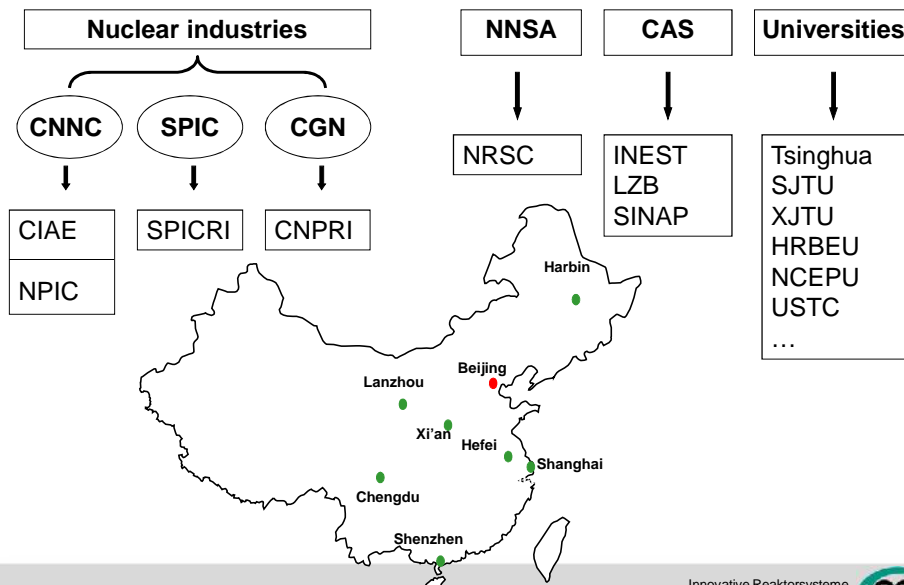 Nuclear industries
NNSA
CAS
Universities
CNNC
SPIC
CGN
NRSC
INEST
LZB
SINAP
Tsinghua
SJTU
XJTU
HRBEU
NCEPU
USTC
…
CIAE
NPIC
SPICRI
CNPRI
Harbin
Beijing
Lanzhou
Xi'an
Hefei
Shanghai
Chengdu
Shenzhen
Innovative Reaktorsysteme